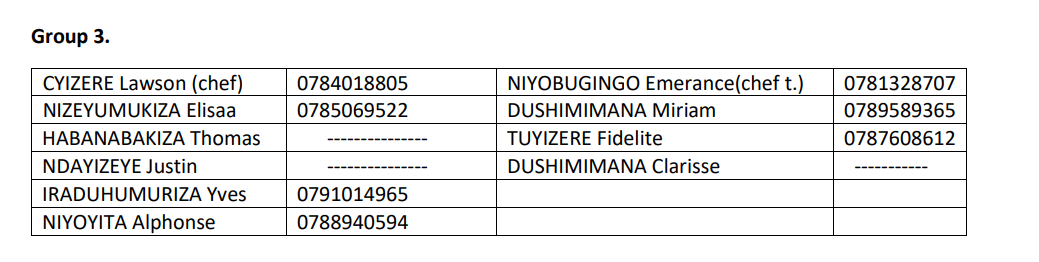 Group 3.
CYIZERE Lawson (chef) 0784018805 NIYOBUGINGO Emerance(chef t.) 0781328707
NIZEYUMUKIZA Elisaa 0785069522 DUSHIMIMANA Miriam 0789589365
HABANABAKIZA Thomas --------------- TUYIZERE Fidelite 0787608612
NDAYIZEYE Justin --------------- DUSHIMIMANA Clarisse -----------
IRADUHUMURIZA Yves 0791014965
NIYOYITA Alphonse 0788940594